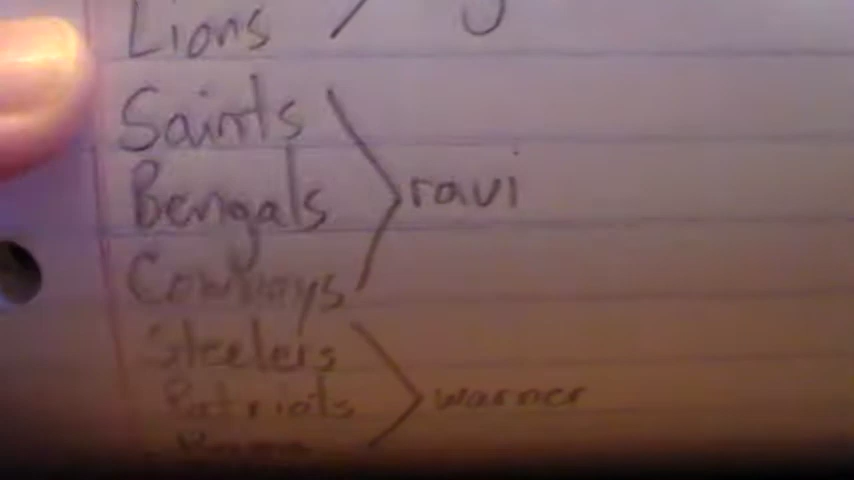 Lions
Saints
Bengals ravi
Cowboys
Steelers
Patriots warner